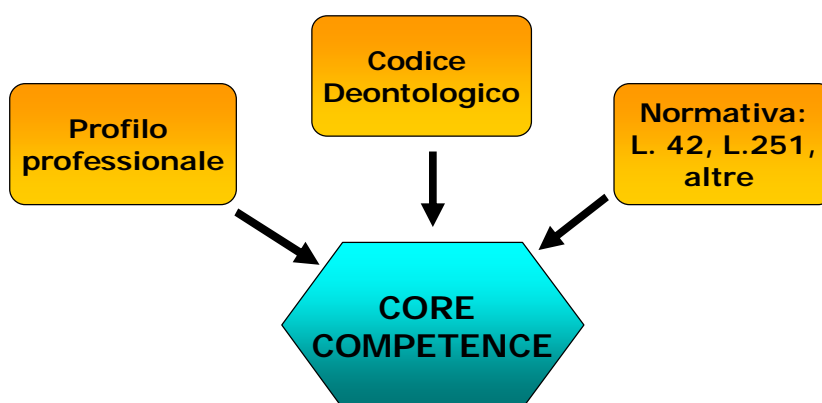 Profilo
professionale
Codice
Deontologico
Normativa:
L. 42, L.251,
altre
CORE
COMPETENCE